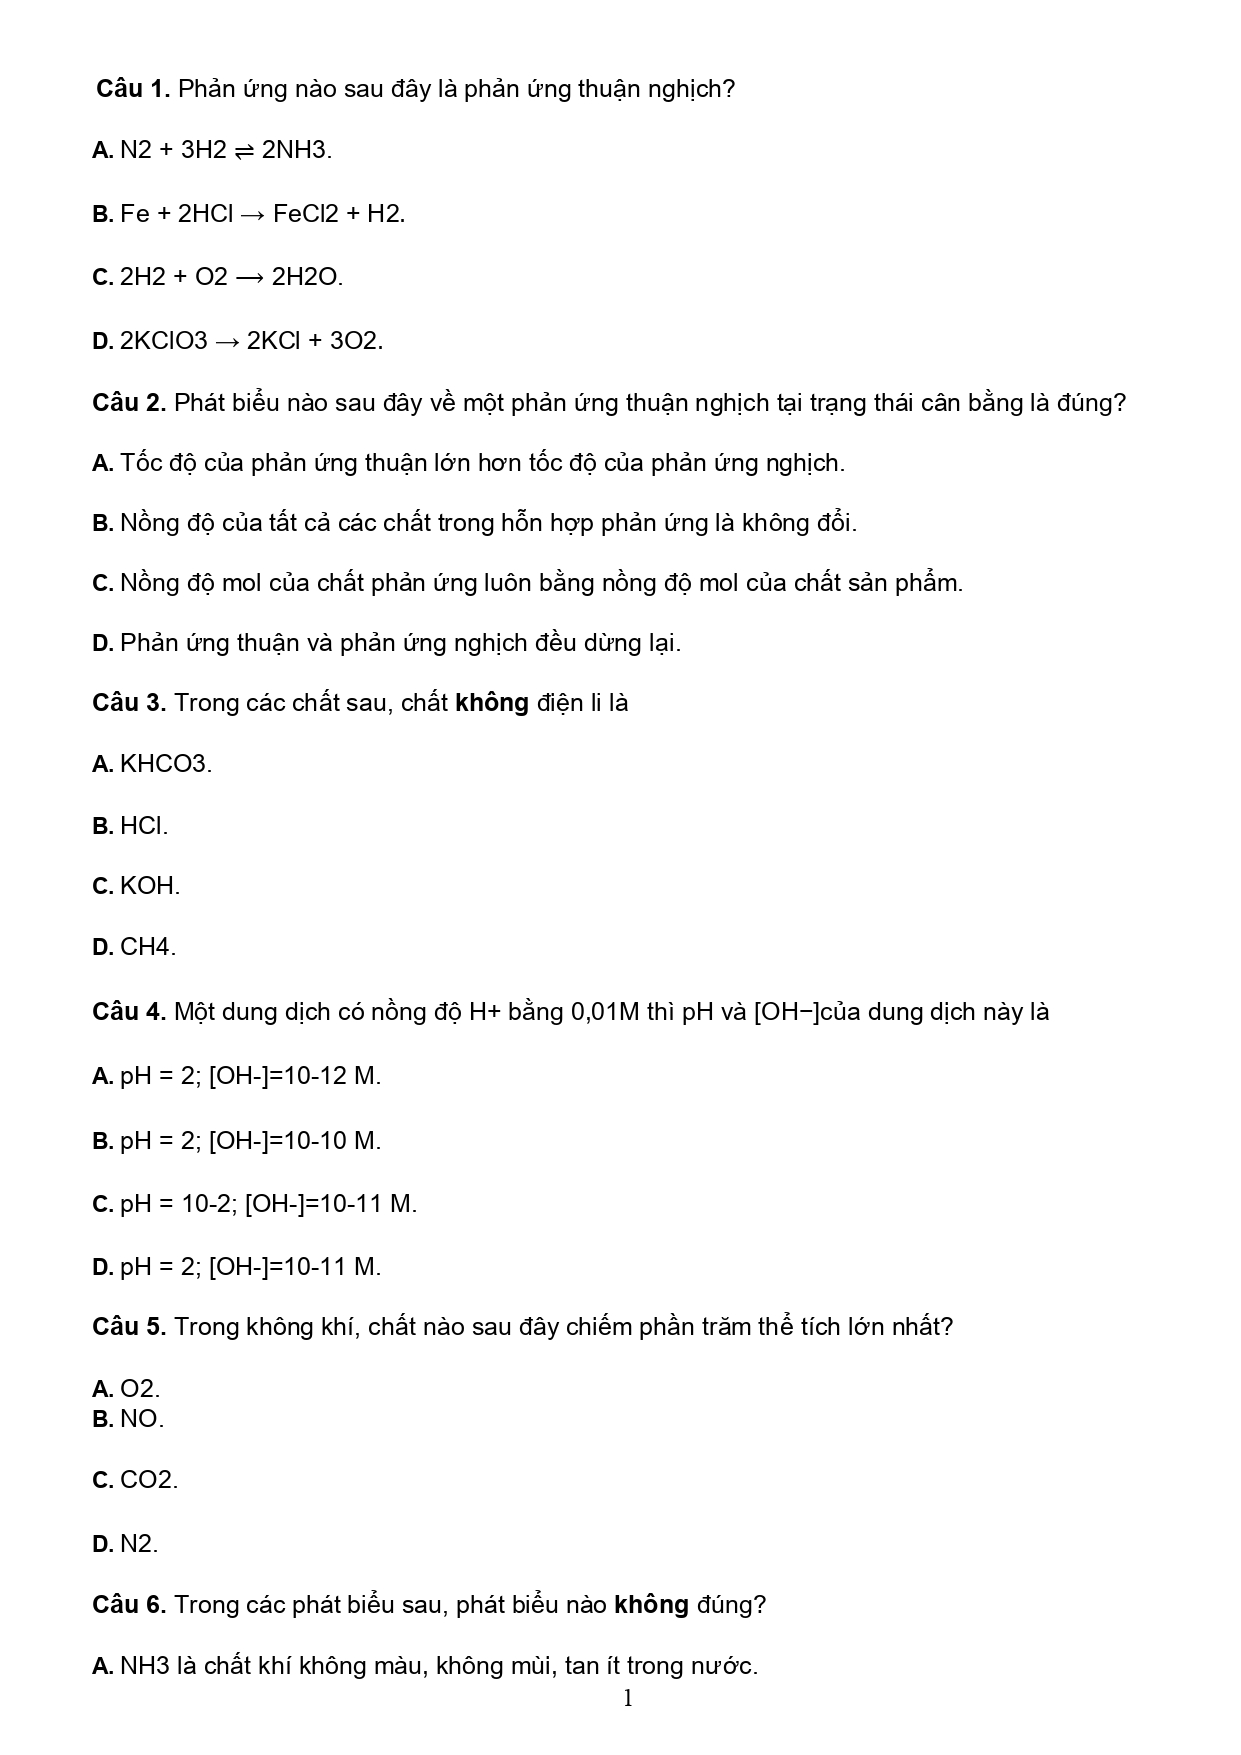 Câu 1. Phản ứng nào sau đây là phản ứng thuận nghịch?
A. N2 + 3H2 ⇌ 2NH3.
B. Fe + 2HCl → FeCl2 + H2.
C. 2H2 + O2 ⟶ 2H2O.
D. 2KClO3 → 2KCl + 3O2.
Câu 2. Phát biểu nào sau đây về một phản ứng thuận nghịch tại trạng thái cân bằng là đúng?
A. Tốc độ của phản ứng thuận lớn hơn tốc độ của phản ứng nghịch.
B. Nồng độ của tất cả các chất trong hỗn hợp phản ứng là không đổi.
C. Nồng độ mol của chất phản ứng luôn bằng nồng độ mol của chất sản phẩm.
D. Phản ứng thuận và phản ứng nghịch đều dừng lại.
Câu 3. Trong các chất sau, chất không điện li là
A. KHCO3.
B. HCl.
C. KOH.
D. CH4.
Câu 4. Một dung dịch có nồng độ H+ bằng 0,01M thì pH và [OH−]của dung dịch này là
A. pH = 2; [OH-]=10-12 M.
B. pH = 2; [OH-]=10-10 M.
C. pH = 10-2; [OH-]=10-11 M.
D. pH = 2; [OH-]=10-11 M.
Câu 5. Trong không khí, chất nào sau đây chiếm phần trăm thể tích lớn nhất?
A. O2.
B. NO.
C. CO2.
D. N2.
Câu 6. Trong các phát biểu sau, phát biểu nào không đúng?
A. NH3 là chất khí không màu, không mùi, tan ít trong nước.
1